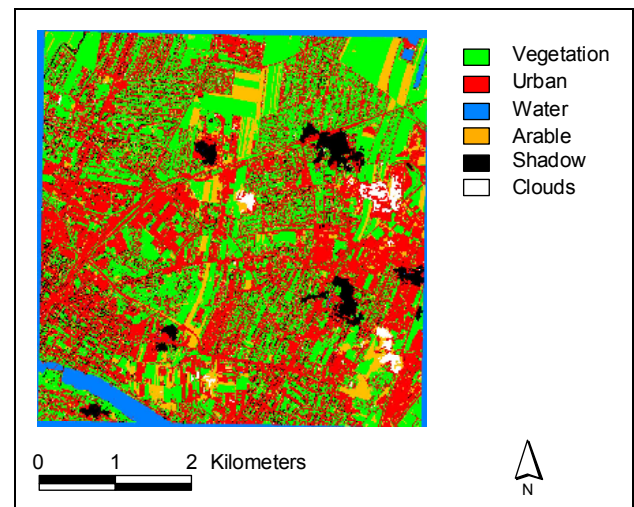 Vegetation
Urban
Water
Arable
Shadow
Clouds
0 1 2 Kilometers
N